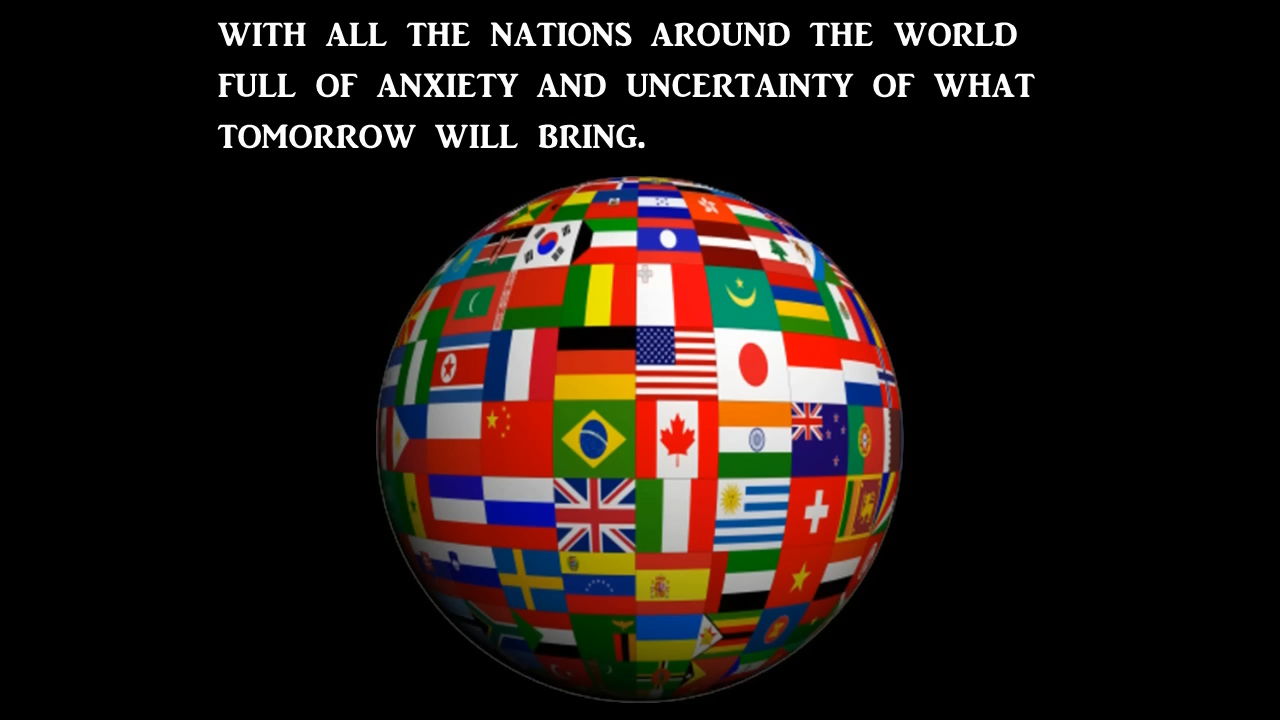 WITH ALL THE NATIONS AROUND THE WORLD
FULL OF ANXIETY AND UNCERTAINTY OF WHAT
TOMORROW WILL BRING.